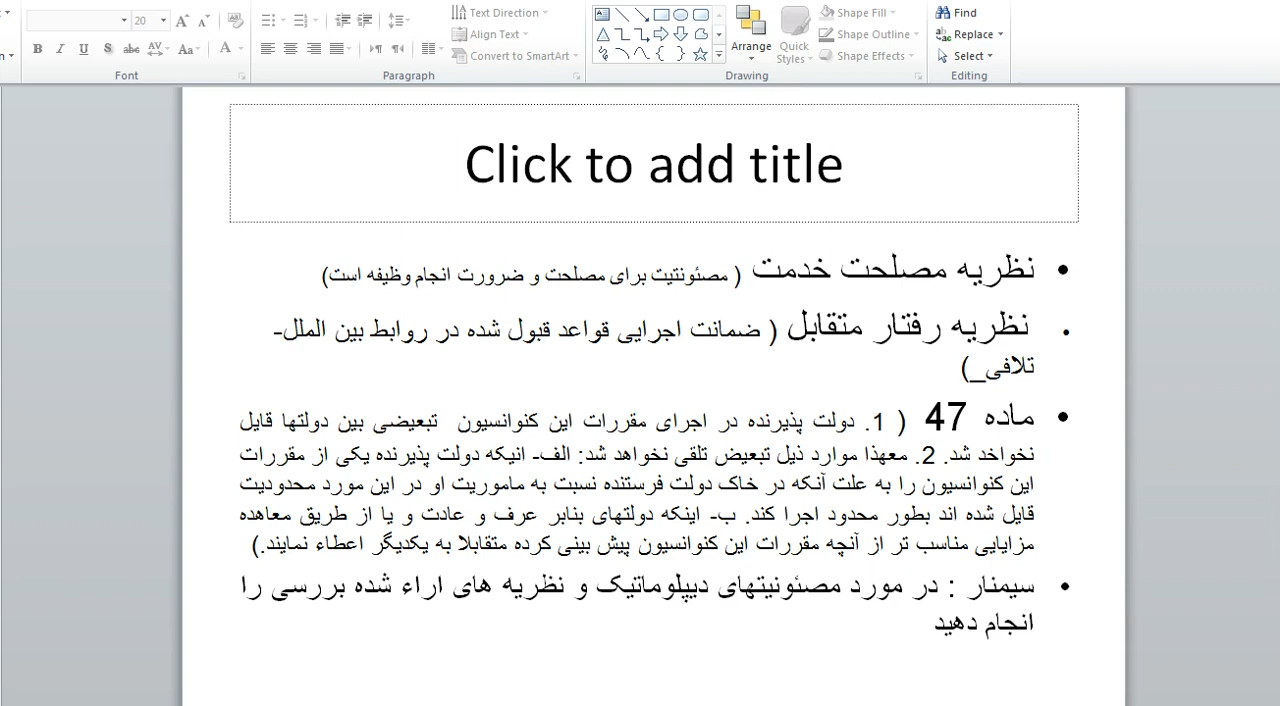 20
Text Direction
Align Text
Convert to SmartArt
Arrange
Quick Styles
Shape Fill
Shape Outline
Shape Effects
Find
Replace
Select
Font
Paragraph
Drawing
Editing
Click to add title
• نظریه مصلحت خدمت ( مصئونتیت برای مصلحت و ضرورت انجام وظیفه است)
• نظریه رفتار متقابل ( ضمانت اجرایی قواعد قبول شده در روابط بین الملل-
تلافی_)
• ماده 47 ( 1. دولت پذیرنده در اجرای مقررات این کنوانسیون تبعیضی بین دولتها قایل
نخواخد شد. 2. معهذا موارد ذیل تبعیض تلقی نخواهد شد: الف- انیکه دولت پذیرنده یکی از مقررات
این کنوانسیون را به علت آنکه در خاک دولت فرستنده نسبت به ماموریت او در این مورد محدودیت
قایل شده اند بطور محدود اجرا کند. ب- اینکه دولتهای بنابر عرف و عادت و یا از طریق معاهده
مزایایی مناسب تر از آنچه مقررات این کنوانسیون پیش بینی کرده متقابلا به یکدیگر اعطاء نمایند.)
• سیمنار : در مورد مصئونیتهای دیپلوماتیک و نظریه های اراء شده بررسی را
انجام دهید